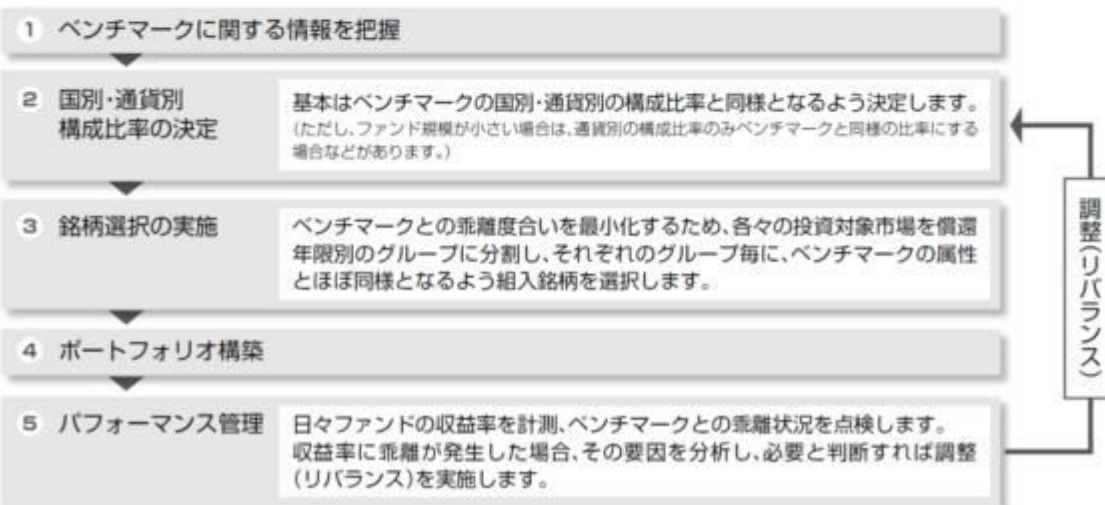 1 ベンチマークに関する情報を把握
2 国別・通貨別
構成比率の決定
基本はベンチマークの国別・通貨別の構成比率と同様となるよう決定します。
(ただし、ファンド規模が小さい場合は、通貨別の構成比率のみベンチマークと同様の比率にする
場合などがあります。)
3 銘柄選択の実施
ベンチマークとの乖離度合いを最小化するため、各々の投資対象市場を償還
年限別のグループに分割し、それぞれのグループ毎に、ベンチマークの属性
とほぼ同様となるよう組入銘柄を選択します。
4 ポートフォリオ構築
5 パフォーマンス管理
日々ファンドの収益率を計測、ベンチマークとの乖離状況を点検します。
収益率に乖離が発生した場合、その要因を分析し、必要と判断すれば調整
(リバランス)を実施します。
調整(リバランス)